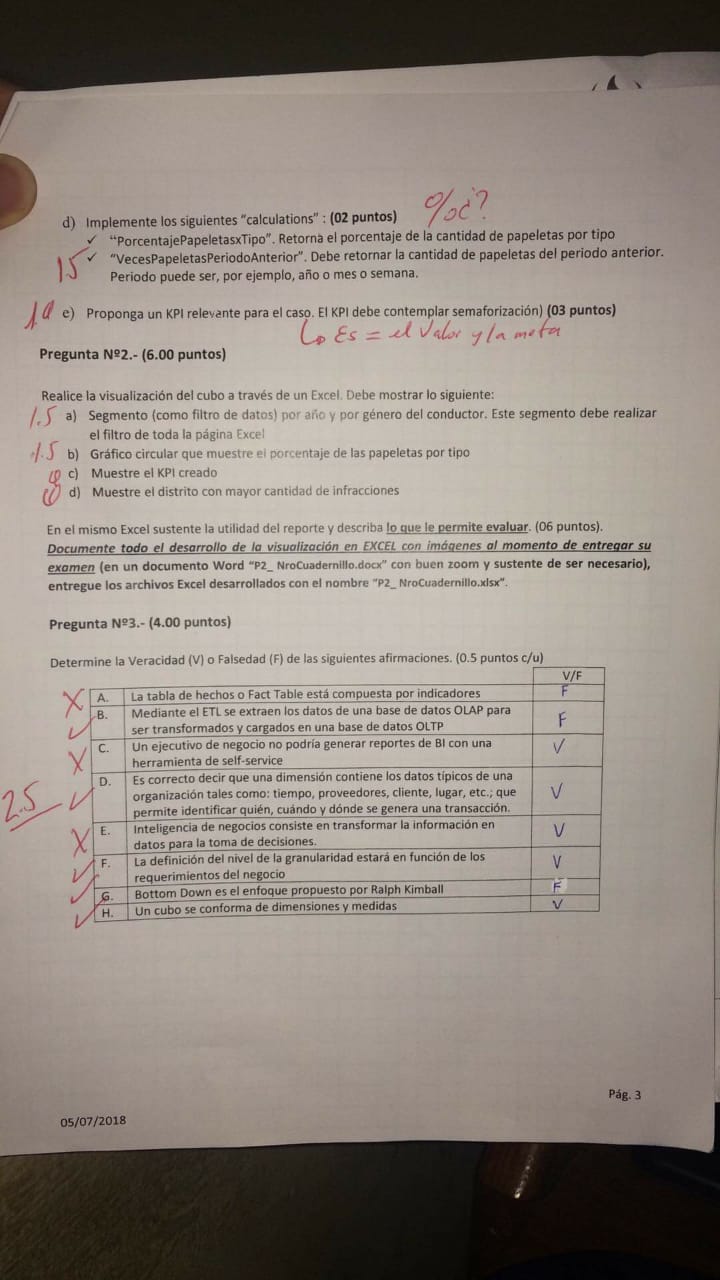 %¿?
d) Implemente los siguientes “calculations” : (02 puntos)
✓ “PorcentajePapeletasxTipo”. Retorna el porcentaje de la cantidad de papeletas por tipo
15
✓ “VecesPapeletasPeriodoAnterior”. Debe retornar la cantidad de papeletas del periodo anterior.
Periodo puede ser, por ejemplo, año o mes o semana.
e) Proponga un KPI relevante para el caso. El KPI debe contemplar semaforización) (03 puntos)
Es = el valor y la meta
Pregunta Nº2.- (6.00 puntos)
Realice la visualización del cubo a través de un Excel. Debe mostrar lo siguiente:
1.5 a) Segmento (como filtro de datos) por año y por género del conductor. Este segmento debe realizar
el filtro de toda la página Excel
1.5 b) Gráfico circular que muestre el porcentaje de las papeletas por tipo
c) Muestre el KPI creado
d) Muestre el distrito con mayor cantidad de infracciones
En el mismo Excel sustente la utilidad del reporte y describa lo que le permite evaluar. (06 puntos).
Documente todo el desarrollo de la visualización en EXCEL con imágenes al momento de entregar su
examen (en un documento Word “P2_ NroCuadernillo.docx” con buen zoom y sustente de ser necesario),
entregue los archivos Excel desarrollados con el nombre “P2_ NroCuadernillo.xlsx”.
Pregunta Nº3.- (4.00 puntos)
Determine la Veracidad (V) o Falsedad (F) de las siguientes afirmaciones. (0.5 puntos c/u)
V/F
X A. La tabla de hechos o Fact Table está compuesta por indicadores F
✓ B. Mediante el ETL se extraen los datos de una base de datos OLAP para
ser transformados y cargados en una base de datos OLTP F
X C. Un ejecutivo de negocio no podría generar reportes de BI con una V
herramienta de self-service
D. Es correcto decir que una dimensión contiene los datos típicos de una
2.5 ✓ organización tales como: tiempo, proveedores, cliente, lugar, etc.; que V
permite identificar quién, cuándo y dónde se genera una transacción.
X E. Inteligencia de negocios consiste en transformar la información en V
datos para la toma de decisiones.
✓ F. La definición del nivel de la granularidad estará en función de los V
requerimientos del negocio
✓ G. Bottom Down es el enfoque propuesto por Ralph Kimball F
✓ H. Un cubo se conforma de dimensiones y medidas V
Pág. 3
05/07/2018